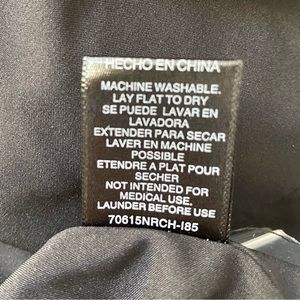 HECHO EN CHINA
MACHINE WASHABLE.
LAY FLAT TO DRY
SE PUEDE LAVAR EN
LAVADORA
EXTENDER PARA SECAR
LAVER EN MACHINE
POSSIBLE
ETENDRE A PLAT POUR
SECHER
NOT INTENDED FOR
MEDICAL USE.
LAUNDER BEFORE USE
70615NRCH-I85